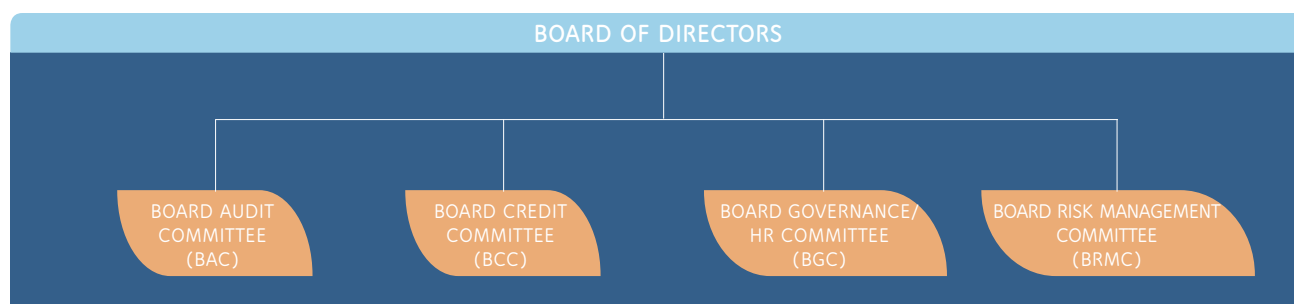 BOARD OF DIRECTORS
BOARD AUDIT
COMMITTEE
(BAC)
BOARD CREDIT
COMMITTEE
(BCC)
BOARD GOVERNANCE/
HR COMMITTEE
(BGC)
BOARD RISK MANAGEMENT
COMMITTEE
(BRMC)